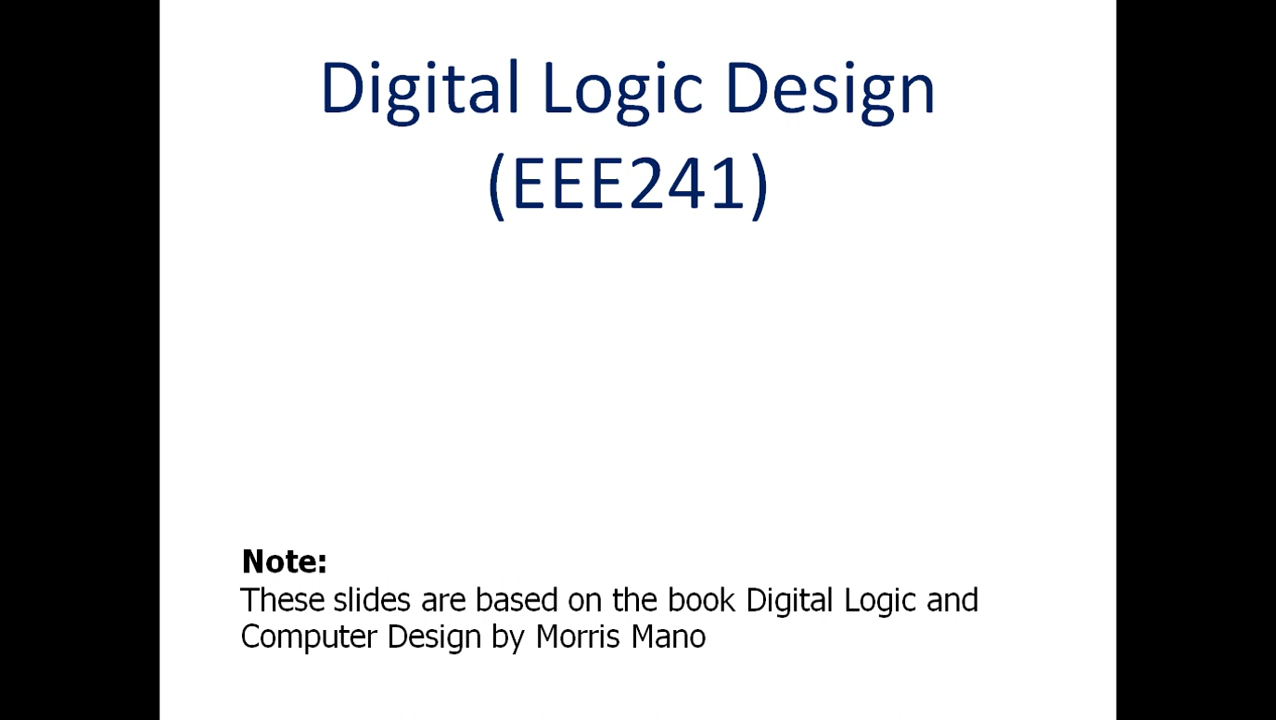 Digital Logic Design
(EEE241)
Note:
These slides are based on the book Digital Logic and
Computer Design by Morris Mano